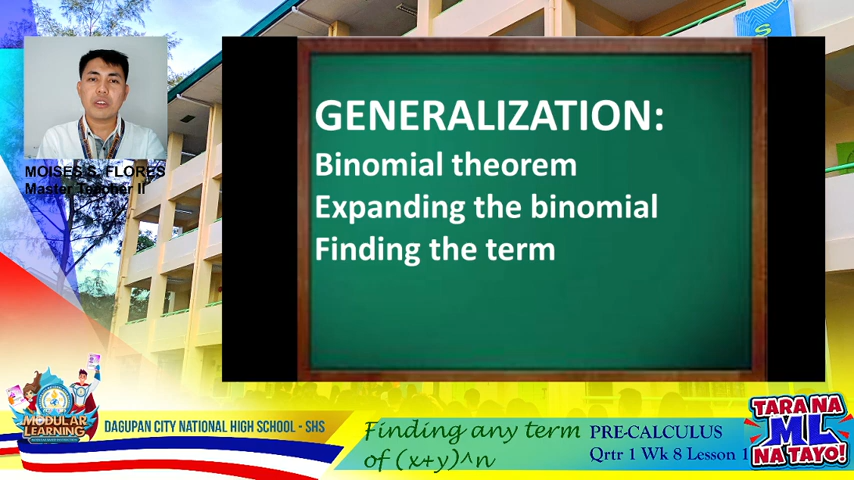 MOISES S. FLORES
Master Teacher II
GENERALIZATION:
Binomial theorem
Expanding the binomial
Finding the term
MODULAR
LEARNING
DAGUPAN CITY NATIONAL HIGH SCHOOL - SHS
Finding any term
of (x+y)^n
PRE-CALCULUS
Qrtr 1 Wk 8 Lesson 1
TARA NA
ML
NA TAYO!